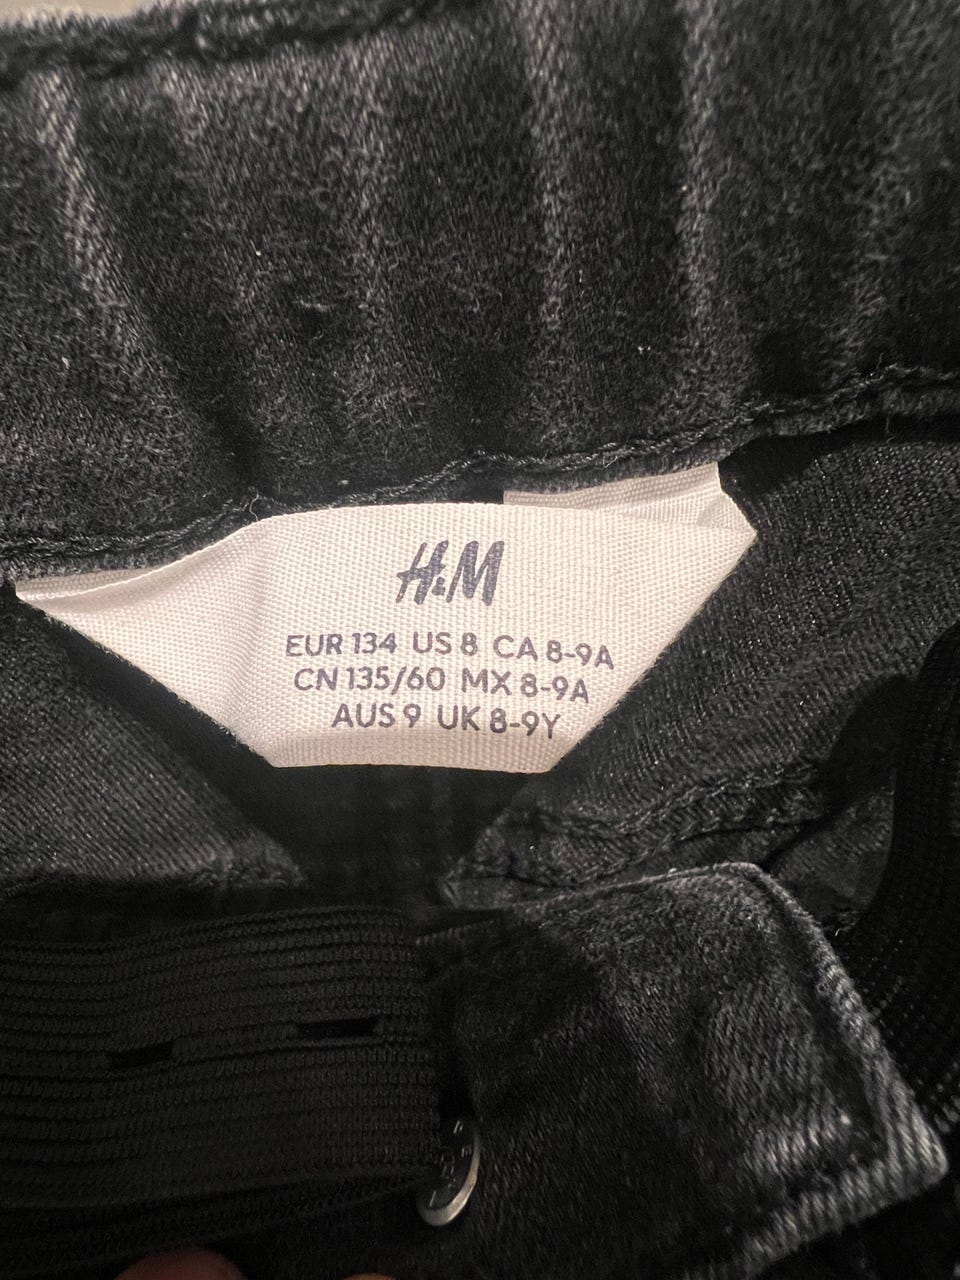 H&M
EUR 134 US 8 CA 8-9A
CN 135/60 MX 8-9A
AUS 9 UK 8-9Y